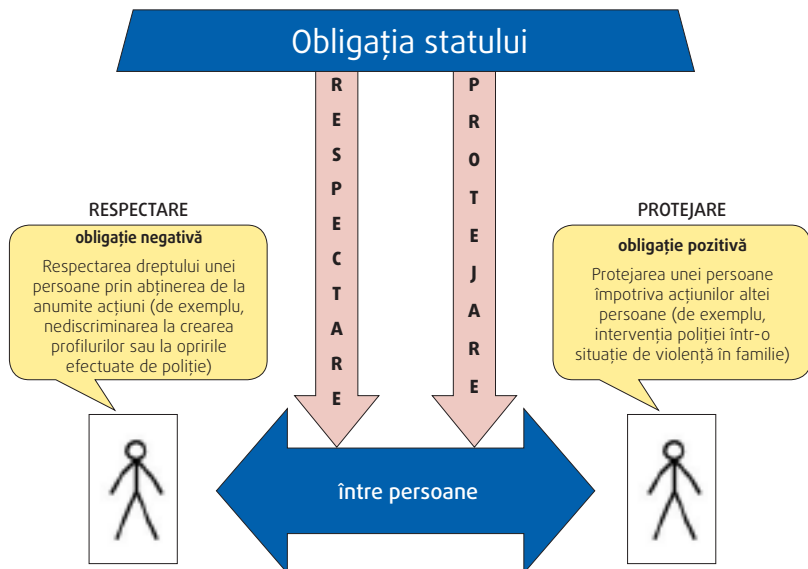 Obligația statului
RESPECTARE
PROTEJARE
RESPECTARE
obligație negativă
Respectarea dreptului unei
persoane prin abținerea de la
anumite acțiuni (de exemplu,
nediscriminarea la crearea
profilurilor sau la opririle
efectuate de poliție)
PROTEJARE
obligație pozitivă
Protejarea unei persoane
împotriva acțiunilor altei
persoane (de exemplu,
intervenția poliției într-o
situație de violență în familie)
între persoane